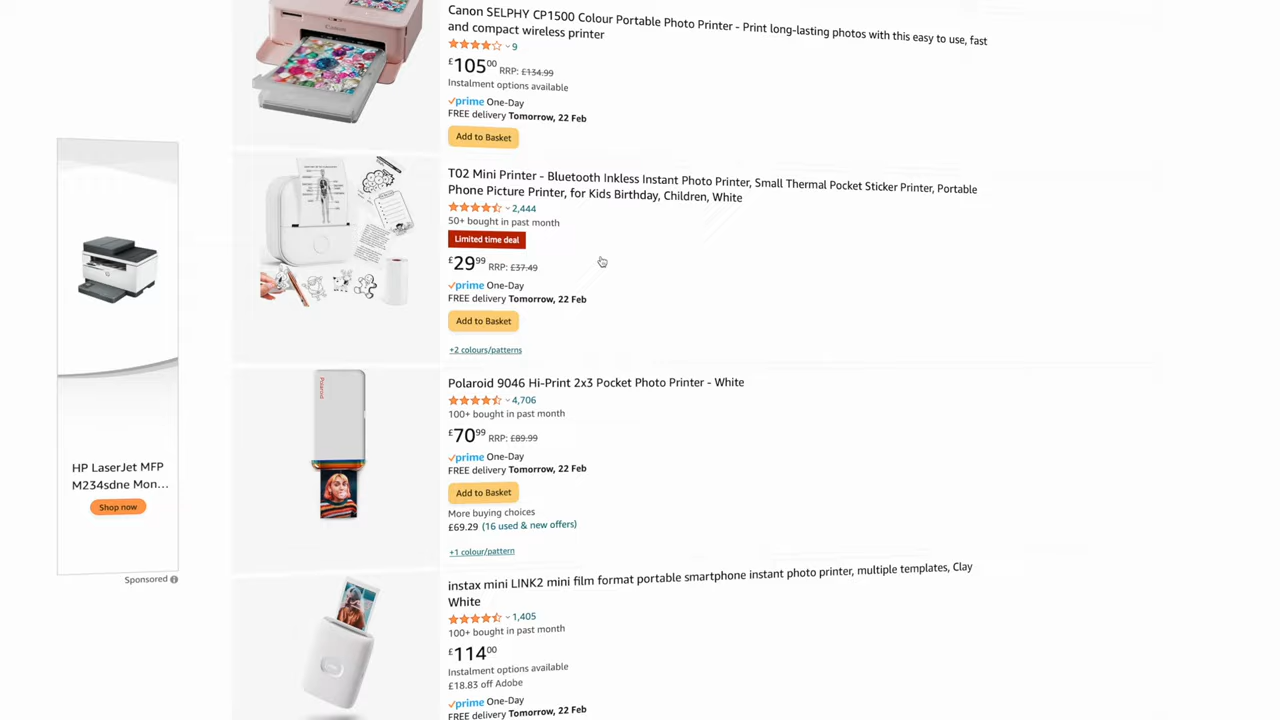 Canon SELPHY CP1500 Colour Portable Photo Printer - Print long-lasting photos with this easy to use, fast
and compact wireless printer
9
£105 00 RRP: £134.99
Instalment options available
prime One-Day
FREE delivery Tomorrow, 22 Feb
Add to Basket
T02 Mini Printer - Bluetooth Inkless Instant Photo Printer, Small Thermal Pocket Sticker Printer, Portable
Phone Picture Printer, for Kids Birthday, Children, White
2,444
50+ bought in past month
Limited time deal
£29 99 RRP: £37.49
prime One-Day
FREE delivery Tomorrow, 22 Feb
Add to Basket
+2 colours/patterns
Polaroid
Polaroid 9046 Hi-Print 2x3 Pocket Photo Printer - White
4,706
100+ bought in past month
£70 99 RRP: £89.99
prime One-Day
FREE delivery Tomorrow, 22 Feb
Add to Basket
More buying choices
£69.29 (16 used & new offers)
+1 colour/pattern
HP LaserJet MFP
M234sdne Mon...
Shop now
Sponsored
instax mini LINK2 mini film format portable smartphone instant photo printer, multiple templates, Clay
White
1,405
100+ bought in past month
£114 00
Instalment options available
£18.83 off Adobe
prime One-Day
FREE delivery Tomorrow, 22 Feb